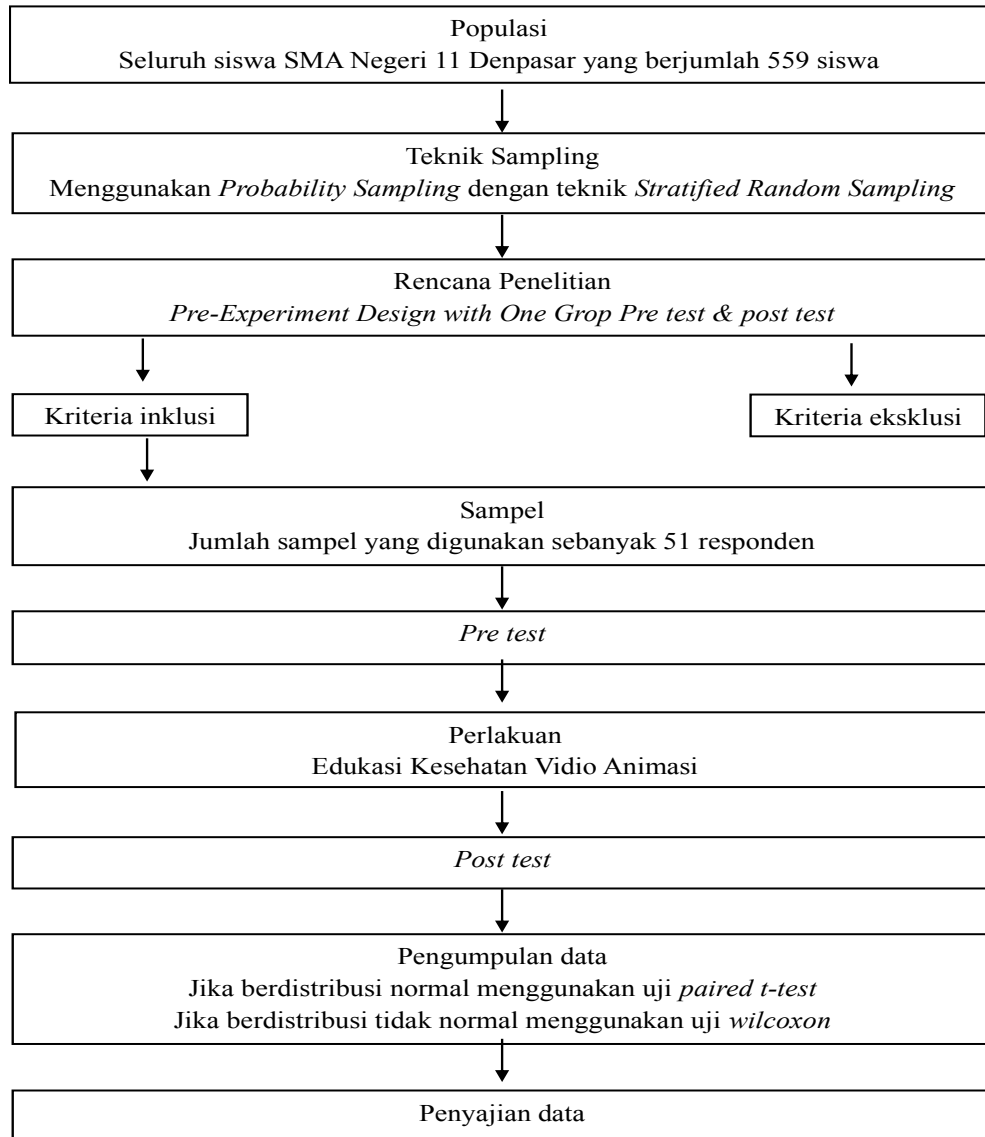 Populasi
Seluruh siswa SMA Negeri 11 Denpasar yang berjumlah 559 siswa
Teknik Sampling
Menggunakan Probability Sampling dengan teknik Stratified Random Sampling
Rencana Penelitian
Pre-Experiment Design with One Grop Pre test & post test
Kriteria inklusi
Kriteria eksklusi
Sampel
Jumlah sampel yang digunakan sebanyak 51 responden
Pre test
Perlakuan
Edukasi Kesehatan Vidio Animasi
Post test
Pengumpulan data
Jika berdistribusi normal menggunakan uji paired t-test
Jika berdistribusi tidak normal menggunakan uji wilcoxon
Penyajian data